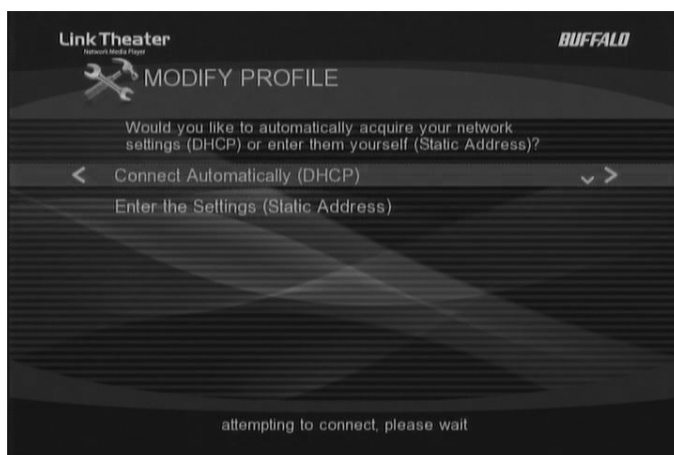 LinkTheater
Network Media Player
BUFFALO
MODIFY PROFILE
Would you like to automatically acquire your network
settings (DHCP) or enter them yourself (Static Address)?
Connect Automatically (DHCP)
Enter the Settings (Static Address)
attempting to connect, please wait